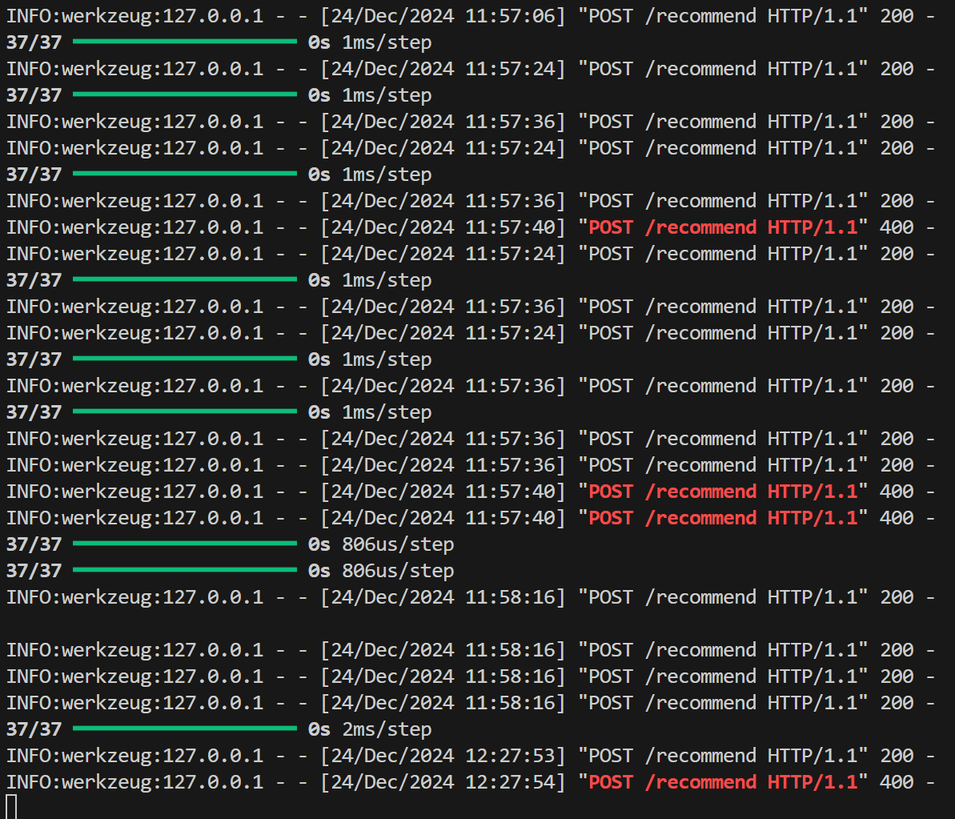 INFO:werkzeug:127.0.0.1 - - [24/Dec/2024 11:57:06] "POST /recommend HTTP/1.1" 200 -
37/37 0s 1ms/step
INFO:werkzeug:127.0.0.1 - - [24/Dec/2024 11:57:24] "POST /recommend HTTP/1.1" 200 -
37/37 0s 1ms/step
INFO:werkzeug:127.0.0.1 - - [24/Dec/2024 11:57:36] "POST /recommend HTTP/1.1" 200 -
INFO:werkzeug:127.0.0.1 - - [24/Dec/2024 11:57:24] "POST /recommend HTTP/1.1" 200 -
37/37 0s 1ms/step
INFO:werkzeug:127.0.0.1 - - [24/Dec/2024 11:57:36] "POST /recommend HTTP/1.1" 200 -
INFO:werkzeug:127.0.0.1 - - [24/Dec/2024 11:57:40] "POST /recommend HTTP/1.1" 400 -
INFO:werkzeug:127.0.0.1 - - [24/Dec/2024 11:57:24] "POST /recommend HTTP/1.1" 200 -
37/37 0s 1ms/step
INFO:werkzeug:127.0.0.1 - - [24/Dec/2024 11:57:36] "POST /recommend HTTP/1.1" 200 -
INFO:werkzeug:127.0.0.1 - - [24/Dec/2024 11:57:24] "POST /recommend HTTP/1.1" 200 -
37/37 0s 1ms/step
INFO:werkzeug:127.0.0.1 - - [24/Dec/2024 11:57:36] "POST /recommend HTTP/1.1" 200 -
37/37 0s 1ms/step
INFO:werkzeug:127.0.0.1 - - [24/Dec/2024 11:57:36] "POST /recommend HTTP/1.1" 200 -
INFO:werkzeug:127.0.0.1 - - [24/Dec/2024 11:57:36] "POST /recommend HTTP/1.1" 200 -
INFO:werkzeug:127.0.0.1 - - [24/Dec/2024 11:57:40] "POST /recommend HTTP/1.1" 400 -
INFO:werkzeug:127.0.0.1 - - [24/Dec/2024 11:57:40] "POST /recommend HTTP/1.1" 400 -
37/37 0s 806us/step
37/37 0s 806us/step
INFO:werkzeug:127.0.0.1 - - [24/Dec/2024 11:58:16] "POST /recommend HTTP/1.1" 200 -
INFO:werkzeug:127.0.0.1 - - [24/Dec/2024 11:58:16] "POST /recommend HTTP/1.1" 200 -
INFO:werkzeug:127.0.0.1 - - [24/Dec/2024 11:58:16] "POST /recommend HTTP/1.1" 200 -
INFO:werkzeug:127.0.0.1 - - [24/Dec/2024 11:58:16] "POST /recommend HTTP/1.1" 200 -
37/37 0s 2ms/step
INFO:werkzeug:127.0.0.1 - - [24/Dec/2024 12:27:53] "POST /recommend HTTP/1.1" 200 -
INFO:werkzeug:127.0.0.1 - - [24/Dec/2024 12:27:54] "POST /recommend HTTP/1.1" 400 -